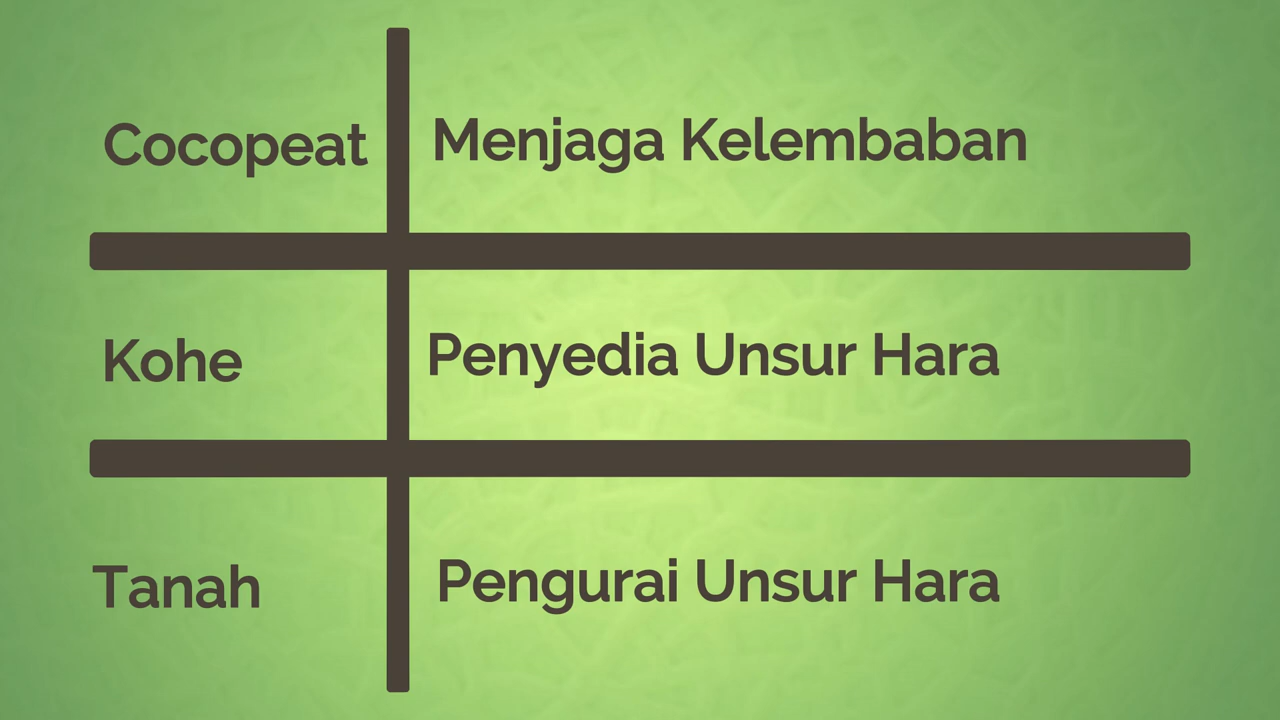 Cocopeat
Menjaga Kelembaban
Kohe
Penyedia Unsur Hara
Tanah
Pengurai Unsur Hara